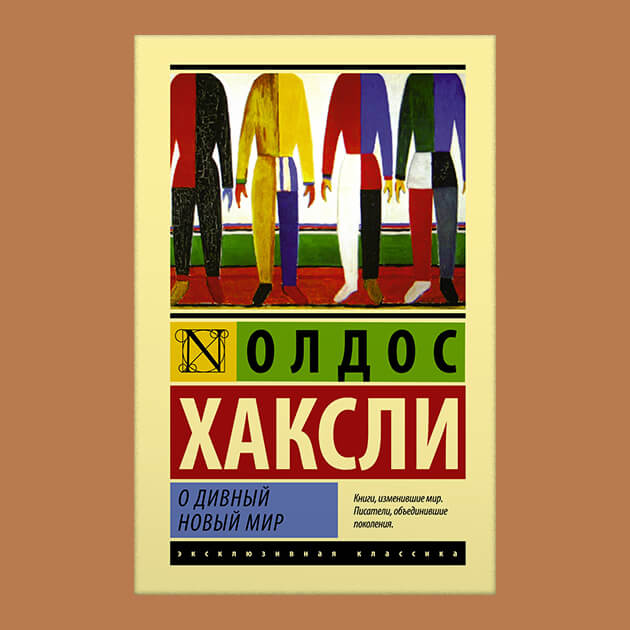 N ОЛДОС
ХАКСЛИ
О ДИВНЫЙ
НОВЫЙ МИР
Книги, изменившие мир.
Писатели, объединившие
поколения.
эксклюзивная классика